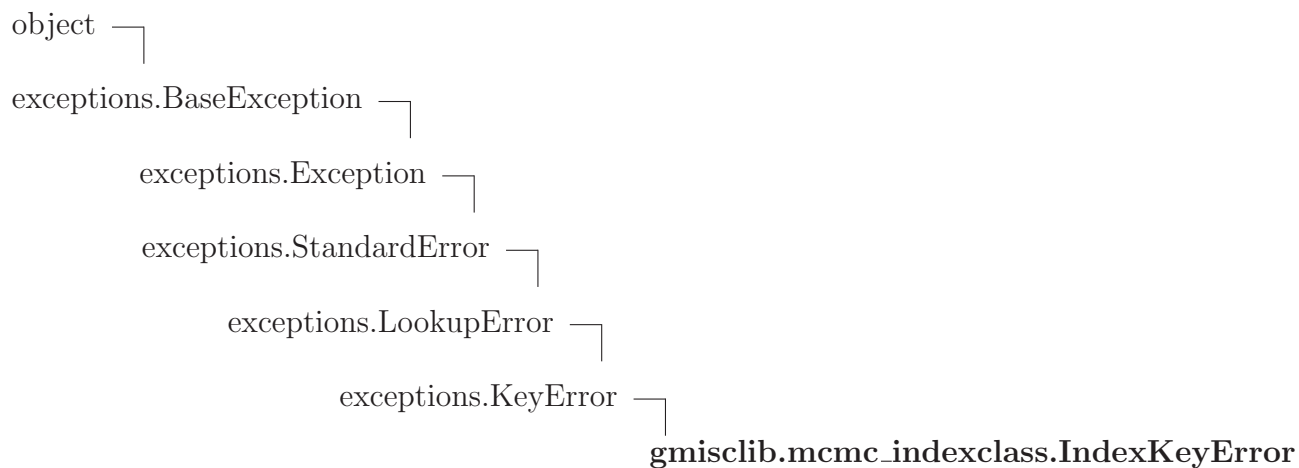 object
exceptions.BaseException
exceptions.Exception
exceptions.StandardError
exceptions.LookupError
exceptions.KeyError
gmisclib.mcmc_indexclass.IndexKeyError